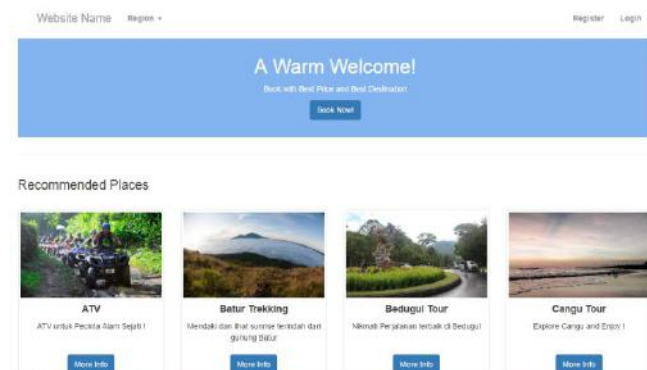 Website Name
Region
Register
Login
A Warm Welcome!
Book with Best Price and Best Destination
Book Now!
Recommended Places
ATV
ATV untuk Pecinta Alam Sejati !
More Info
Batur Trekking
Mendaki dan lihat sunrise terindah dari
gunung Batur
More Info
Bedugul Tour
Nikmati Perjalanan terbaik di Bedugul
More Info
Cangu Tour
Explore Cangu and Enjoy !
More Info